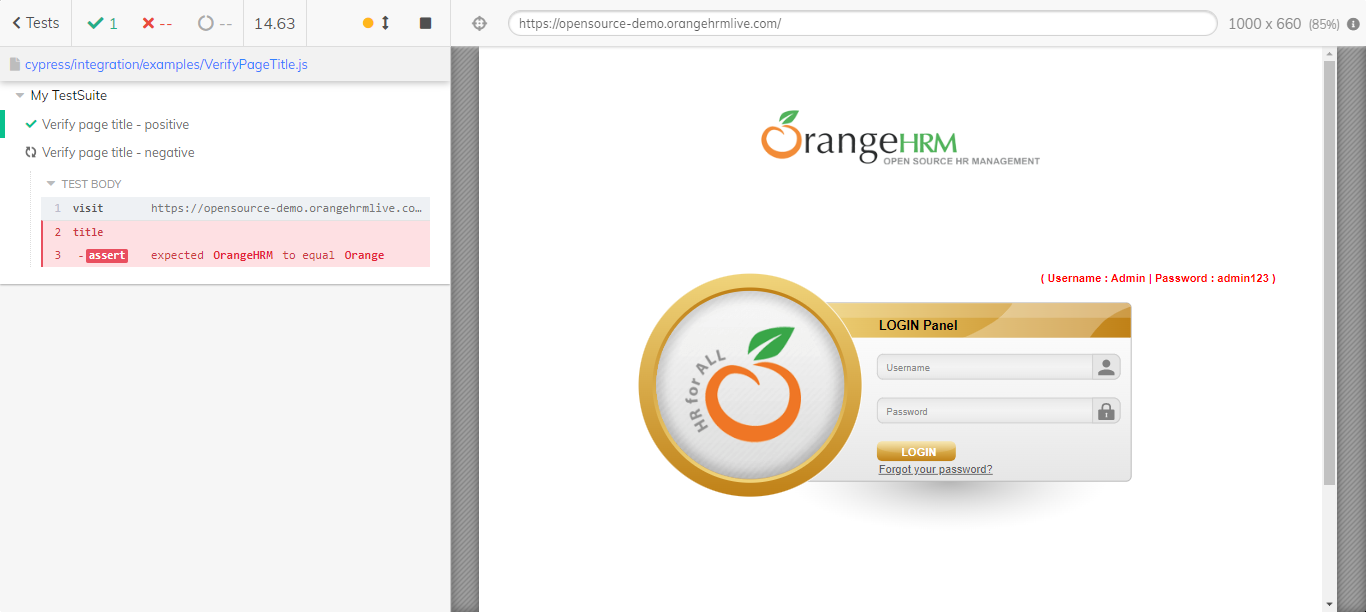 Tests
1
--
--
14.63
https://opensource-demo.orangehrmlive.com/
1000 x 660 (85%)
cypress/integration/examples/VerifyPageTitle.js
My TestSuite
Verify page title - positive
Verify page title - negative
TEST BODY
1 visit https://opensource-demo.orangehrmlive.co…
2 title
3 -assert expected OrangeHRM to equal Orange
OrangeHRM
OPEN SOURCE HR MANAGEMENT
( Username : Admin | Password : admin123 )
HR for ALL
LOGIN Panel
Username
Password
LOGIN
Forgot your password?